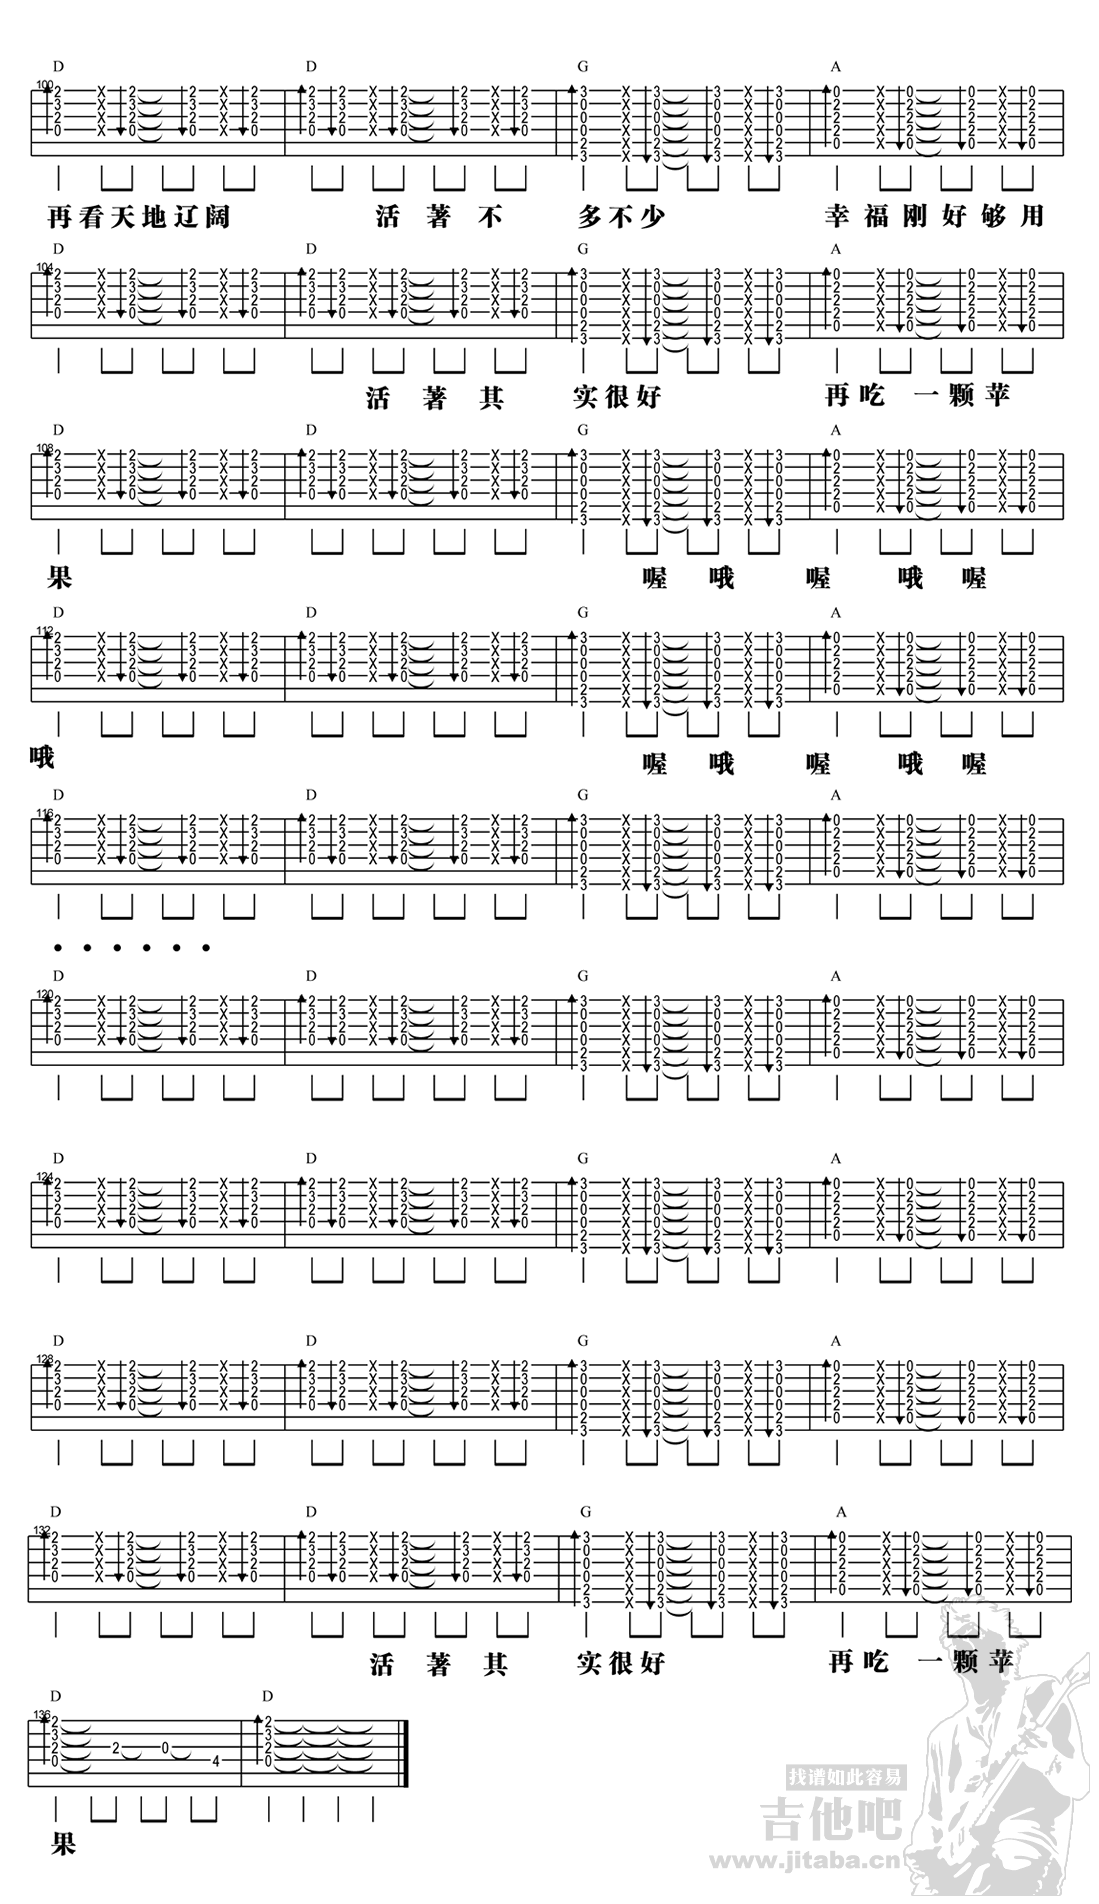 D D G A
100
再看天地辽阔 活著不 多不少 幸福刚好够用
D D G A
104
活著其 实很好 再吃 一颗苹
D D G A
108
果 喔 哦 喔 哦 喔
D D G A
112
哦 喔 哦 喔 哦 喔
D D G A
116
• • • • • •
D D G A
120
D D G A
124
D D G A
128
D D G A
132
活著其 实很好 再吃 一颗苹
D D
136
果
找谱如此容易
吉他吧
www.jitaba.cn